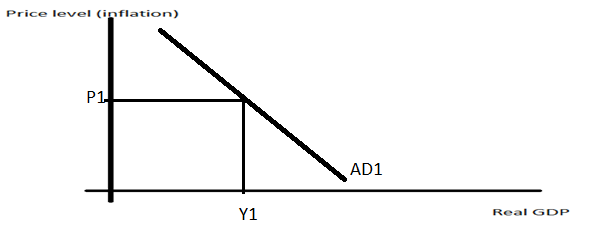 Price level (inflation)
P1
AD1
Y1
Real GDP